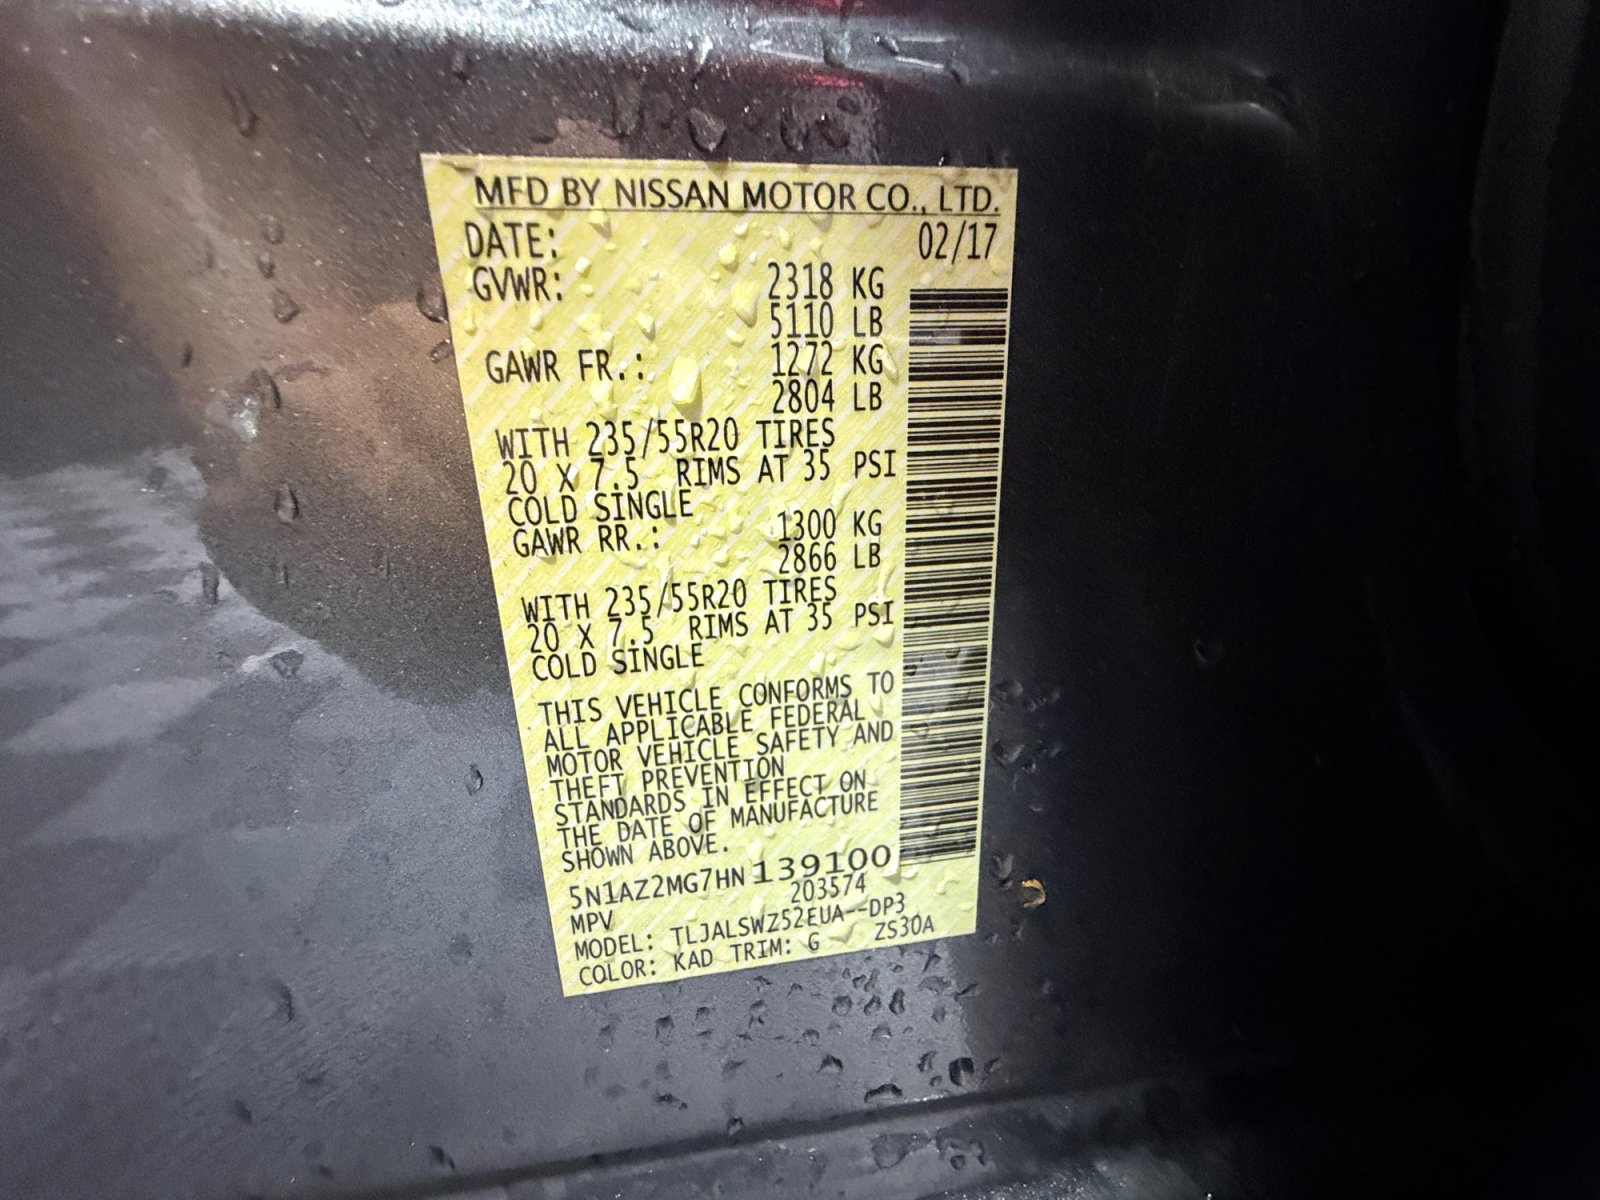 MFD BY NISSAN MOTOR CO., LTD.
DATE: 02/17
GVWR: 2318 KG
5110 LB
GAWR FR.: 1272 KG
2804 LB
WITH 235/55R20 TIRES
20 X 7.5 RIMS AT 35 PSI
COLD SINGLE
GAWR RR.: 1300 KG
2866 LB
WITH 235/55R20 TIRES
20 X 7.5 RIMS AT 35 PSI
COLD SINGLE
THIS VEHICLE CONFORMS TO
ALL APPLICABLE FEDERAL
MOTOR VEHICLE SAFETY AND
THEFT PREVENTION
STANDARDS IN EFFECT ON
THE DATE OF MANUFACTURE
SHOWN ABOVE.
5N1AZ2MG7HN139100
MPV 203574
MODEL: TLJALSWZ52EUA--DP3
COLOR: KAD TRIM: G ZS30A